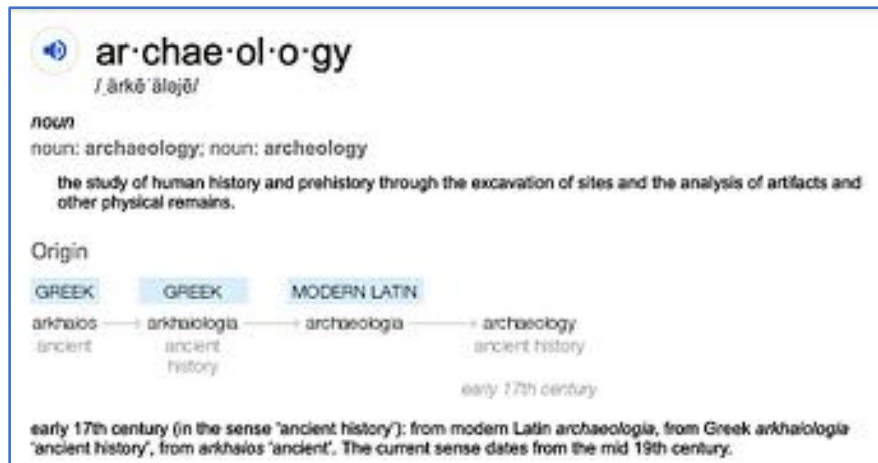 ar·chae·ol·o·gy
/ˌärkēˈäləjē/
noun
noun: archaeology; noun: archeology
the study of human history and prehistory through the excavation of sites and the analysis of artifacts and
other physical remains.
Origin
GREEK GREEK MODERN LATIN
arkhaios arkhaiologia archaeologia archaeology
ancient ancient ancient history
history
early 17th century
early 17th century (in the sense 'ancient history'): from modern Latin archaeologia, from Greek arkhaiologia
'ancient history', from arkhaios 'ancient'. The current sense dates from the mid 19th century.